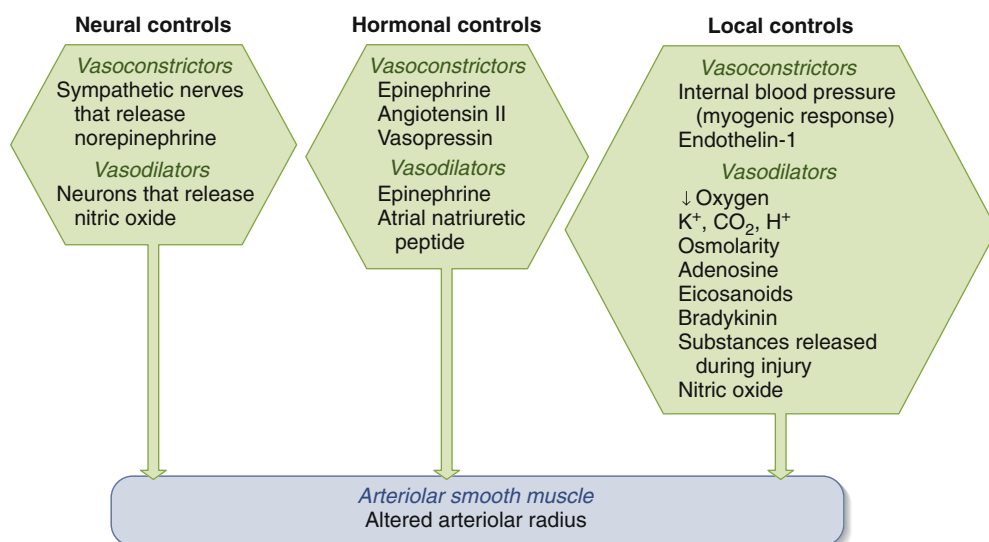 Neural controls
Vasoconstrictors
Sympathetic nerves
that release
norepinephrine
Vasodilators
Neurons that release
nitric oxide
Hormonal controls
Vasoconstrictors
Epinephrine
Angiotensin II
Vasopressin
Vasodilators
Epinephrine
Atrial natriuretic
peptide
Local controls
Vasoconstrictors
Internal blood pressure
(myogenic response)
Endothelin-1
Vasodilators
↓ Oxygen
K⁺, CO₂, H⁺
Osmolarity
Adenosine
Eicosanoids
Bradykinin
Substances released
during injury
Nitric oxide
Arteriolar smooth muscle
Altered arteriolar radius